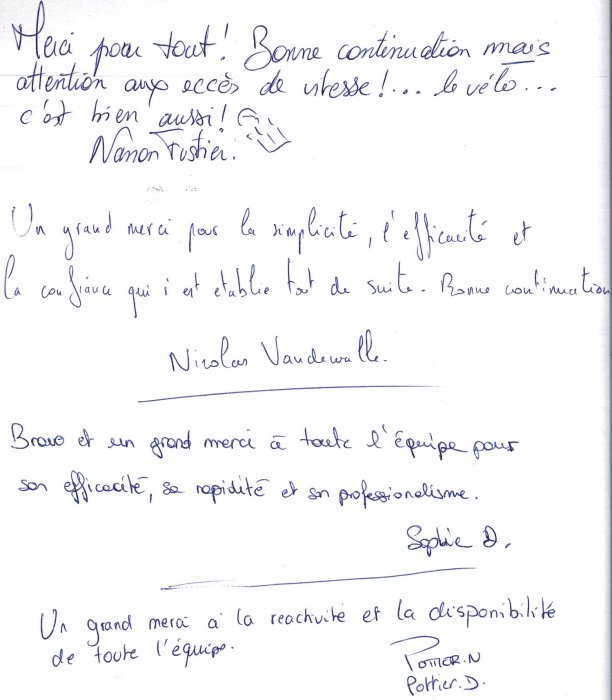 Merci pour tout! Bonne continuation mais
attention aux eccès de vitesse!... le vélo...
c'est bien aussi!
Nanon Fustier.
Un grand merci pour la simplicité, l'efficacité et
la confiance qui s'est etablie tout de suite. Bonne continuation
Nicolas Vandewalle.
Bravo et un grand merci à toute l'équipe pour
son efficacité, sa rapidité et son professionalisme.
Sophie D.
Un grand merci à la reactivité et la disponibilité
de toute l'équipe.
POTTIER.N
Pottier.D.